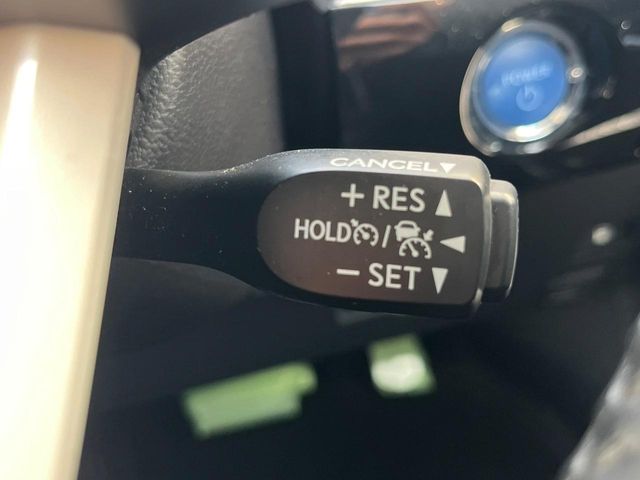 POWER
CANCEL▼
+ RES ▲
HOLD / ◀
− SET ▼